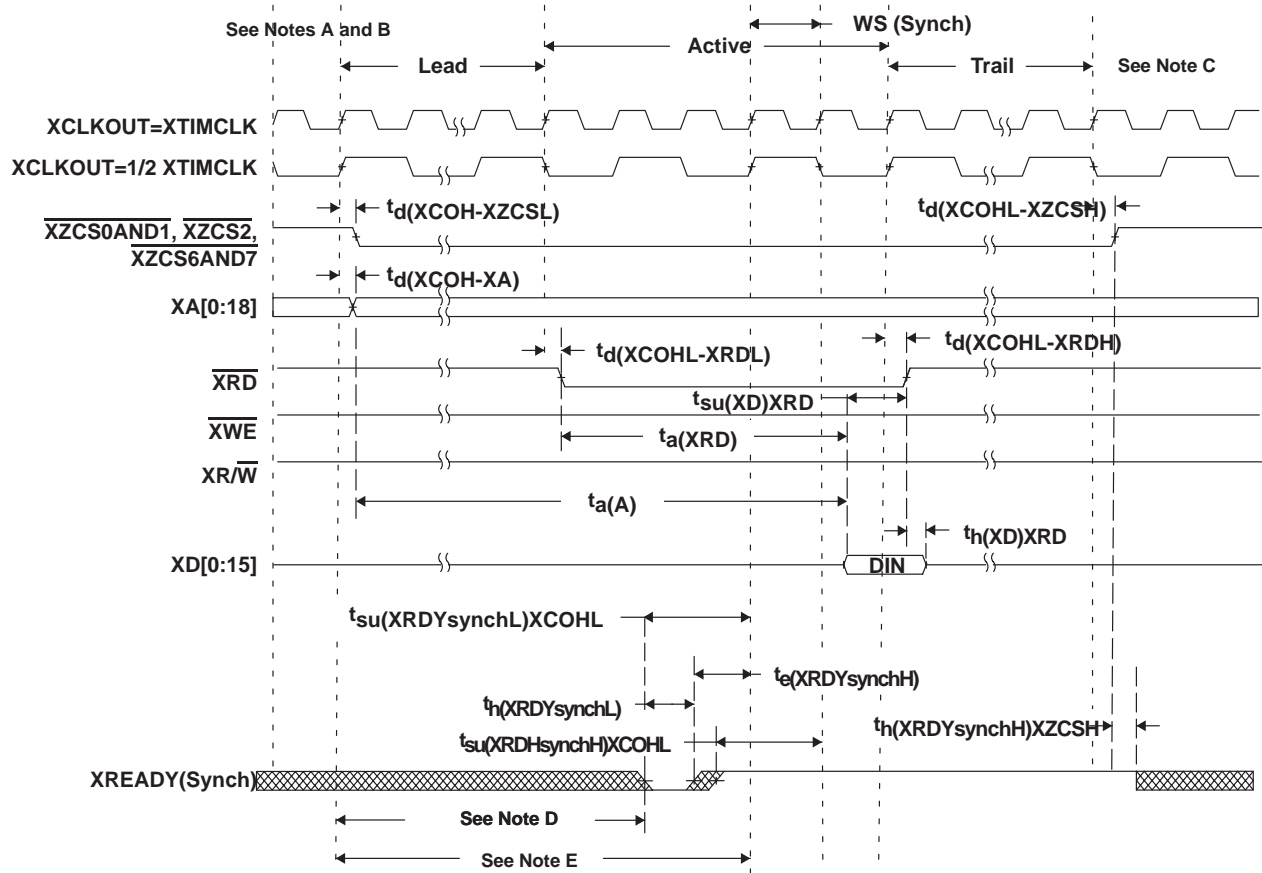 See Notes A and B
WS (Synch)
Active
Lead
Trail
See Note C
XCLKOUT=XTIMCLK
XCLKOUT=1/2 XTIMCLK
td(XCOH-XZCSL)
td(XCOHL-XZCSH)
XZCS0AND1, XZCS2,
XZCS6AND7
td(XCOH-XA)
XA[0:18]
td(XCOHL-XRDL)
td(XCOHL-XRDH)
XRD
tsu(XD)XRD
XWE
ta(XRD)
XR/W
ta(A)
th(XD)XRD
XD[0:15]
DIN
tsu(XRDYsynchL)XCOHL
te(XRDYsynchH)
th(XRDYsynchL)
th(XRDYsynchH)XZCSH
tsu(XRDHsynchH)XCOHL
XREADY(Synch)
See Note D
See Note E